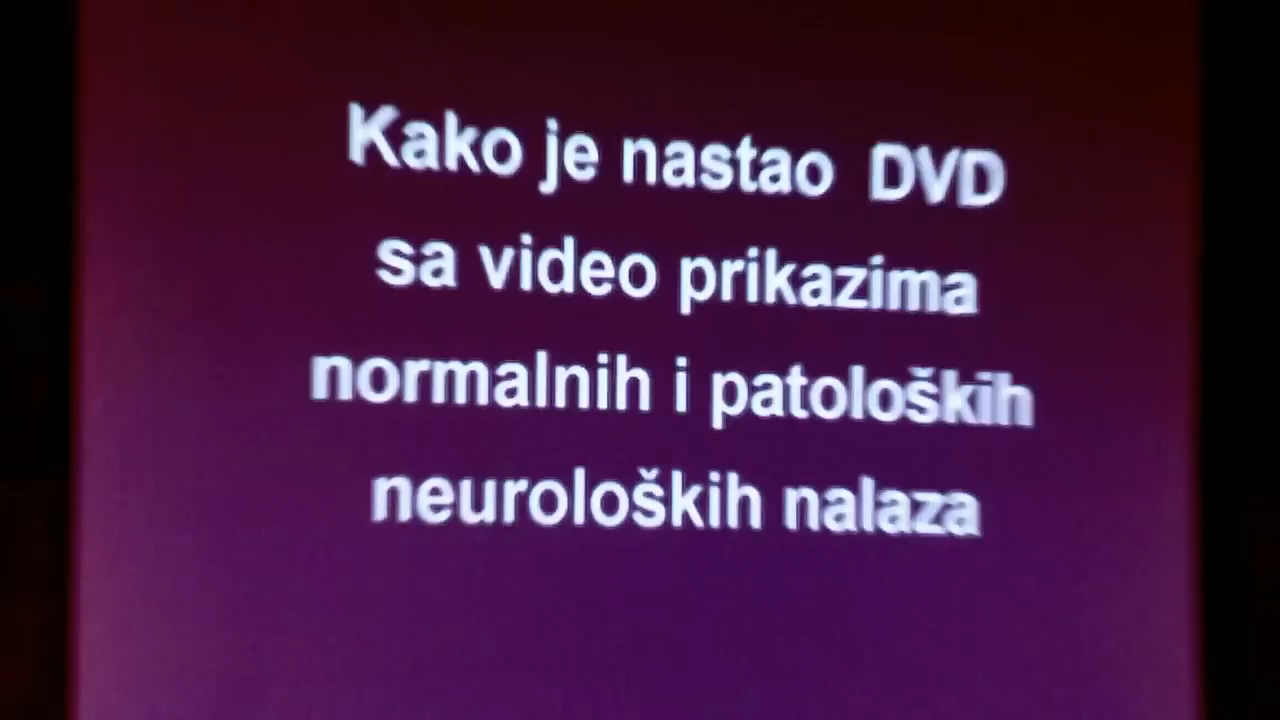 Kako je nastao DVD
sa video prikazima
normalnih i patoloških
neuroloških nalaza